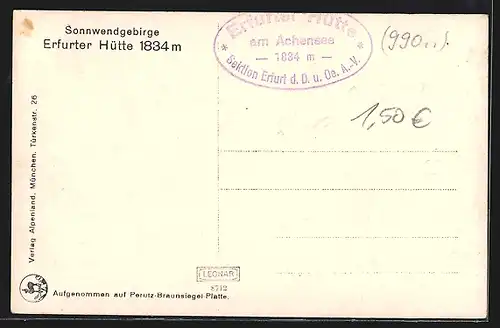 Sonnwendgebirge
Erfurter Hütte 1834 m
Erfurter Hütte
am Achensee
— 1834 m —
Sektion Erfurt d. D. u. Oe. A.-V.
(990..)
1,50 €
Verlag Alpenland, München, Türkenstr. 26
LEONAR
8712
Aufgenommen auf Perutz-Braunsiegel-Platte.